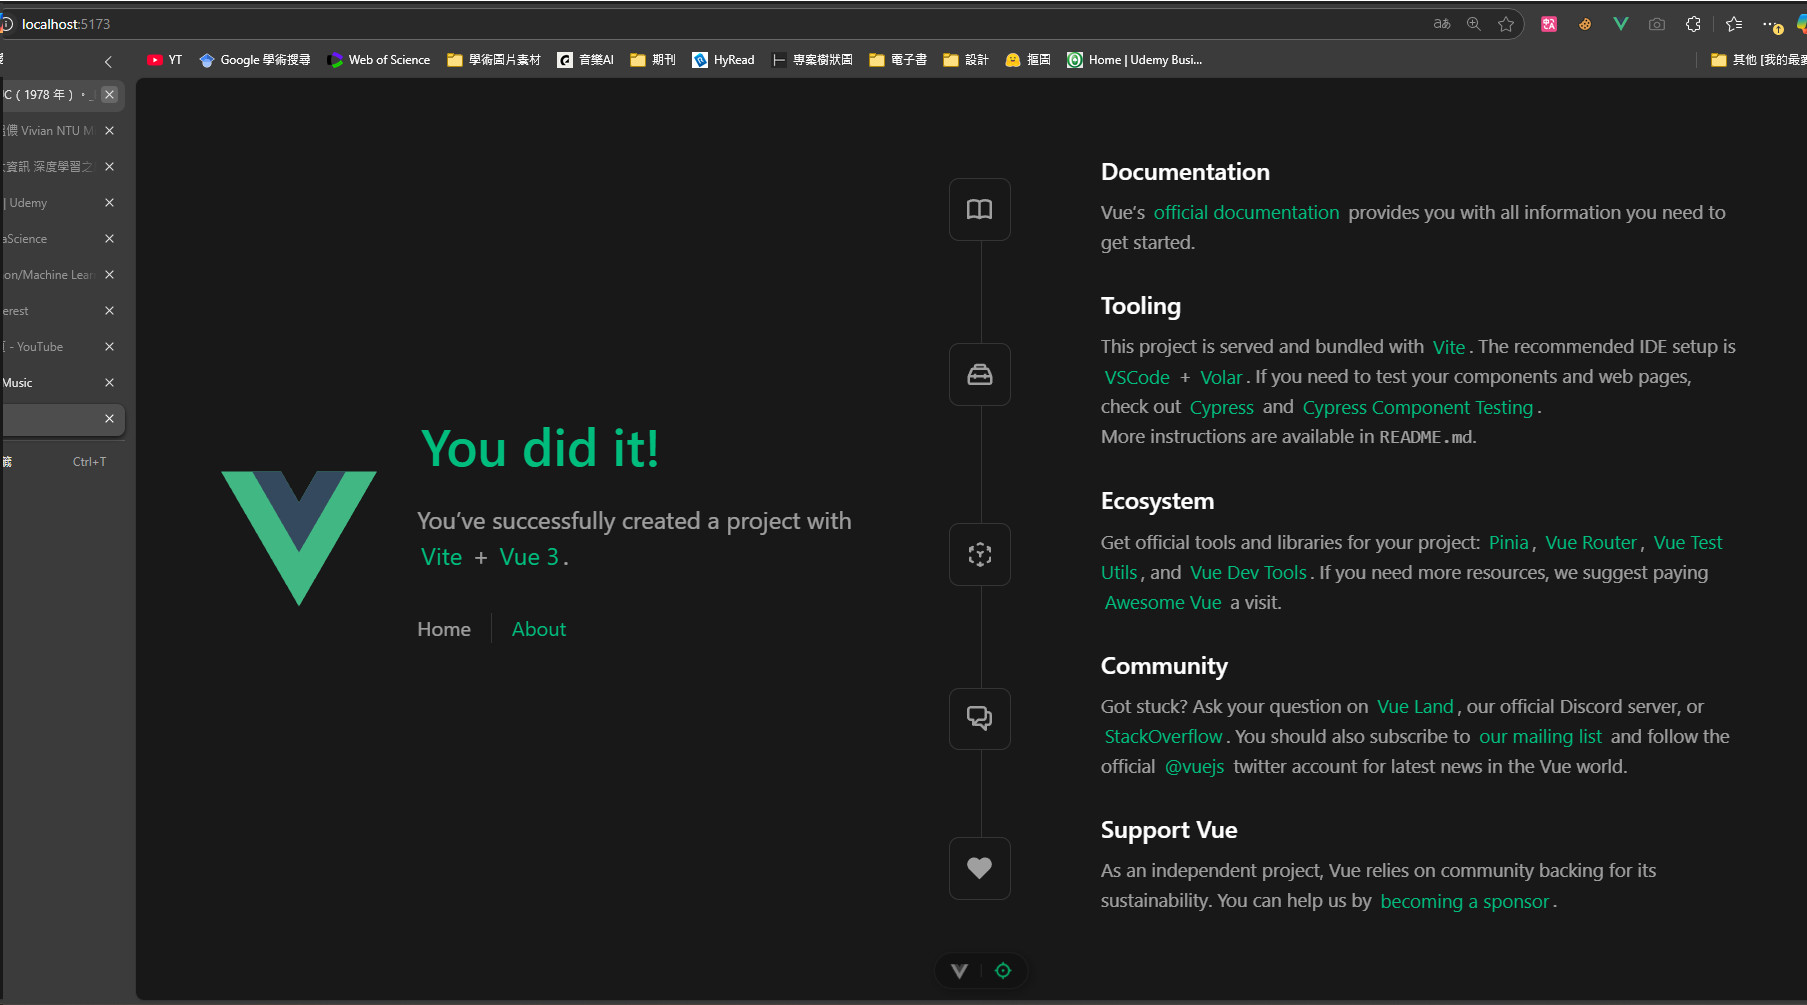 localhost:5173
YT
Google 學術搜尋
Web of Science
學術圖片素材
音樂AI
期刊
HyRead
專案樹狀圖
電子書
設計
摳圖
Home | Udemy Busi...
其他 [我的最愛
(1978 年)。
Vivian NTU M
資訊 深度學習之
| Udemy
aScience
on/Machine Lear
erest
- YouTube
Music
Ctrl+T
You did it!
You’ve successfully created a project with
Vite + Vue 3.
Home
About
Documentation
Vue’s official documentation provides you with all information you need to
get started.
Tooling
This project is served and bundled with Vite. The recommended IDE setup is
VSCode + Volar. If you need to test your components and web pages,
check out Cypress and Cypress Component Testing.
More instructions are available in README.md.
Ecosystem
Get official tools and libraries for your project: Pinia, Vue Router, Vue Test
Utils, and Vue Dev Tools. If you need more resources, we suggest paying
Awesome Vue a visit.
Community
Got stuck? Ask your question on Vue Land, our official Discord server, or
StackOverflow. You should also subscribe to our mailing list and follow the
official @vuejs twitter account for latest news in the Vue world.
Support Vue
As an independent project, Vue relies on community backing for its
sustainability. You can help us by becoming a sponsor.